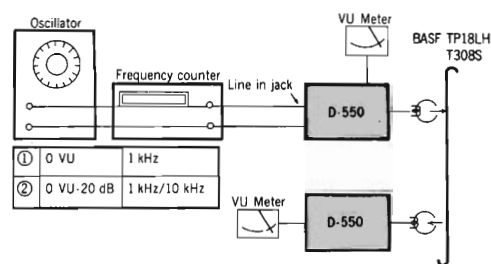 VU Meter
Oscillator
BASF TP18LH
T308S
Frequency counter
Line in jack
D-550
① 0 VU 1 kHz
② 0 VU-20 dB 1 kHz/10 kHz
VU Meter
D-550